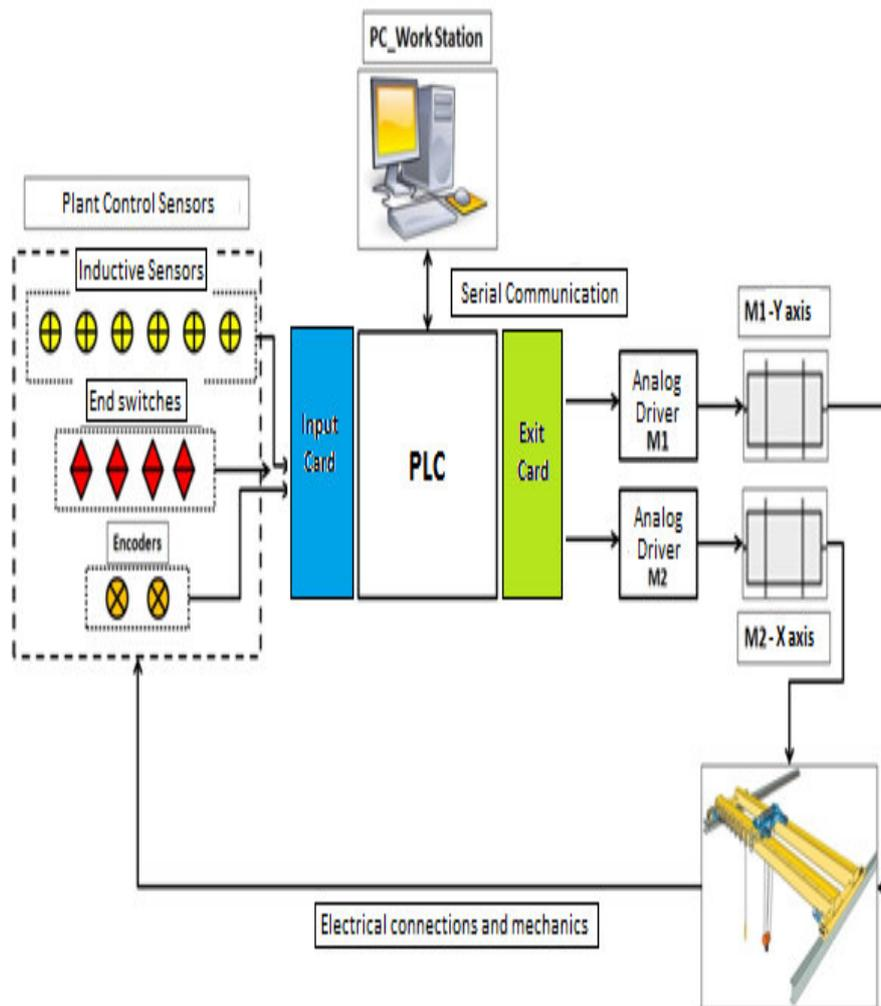 PC_Work Station
Plant Control Sensors
Inductive Sensors
Serial Communication
M1-Y axis
End switches
Input
Card
PLC
Exit
Card
Analog
Driver
M1
Encoders
Analog
Driver
M2
M2-X axis
Electrical connections and mechanics